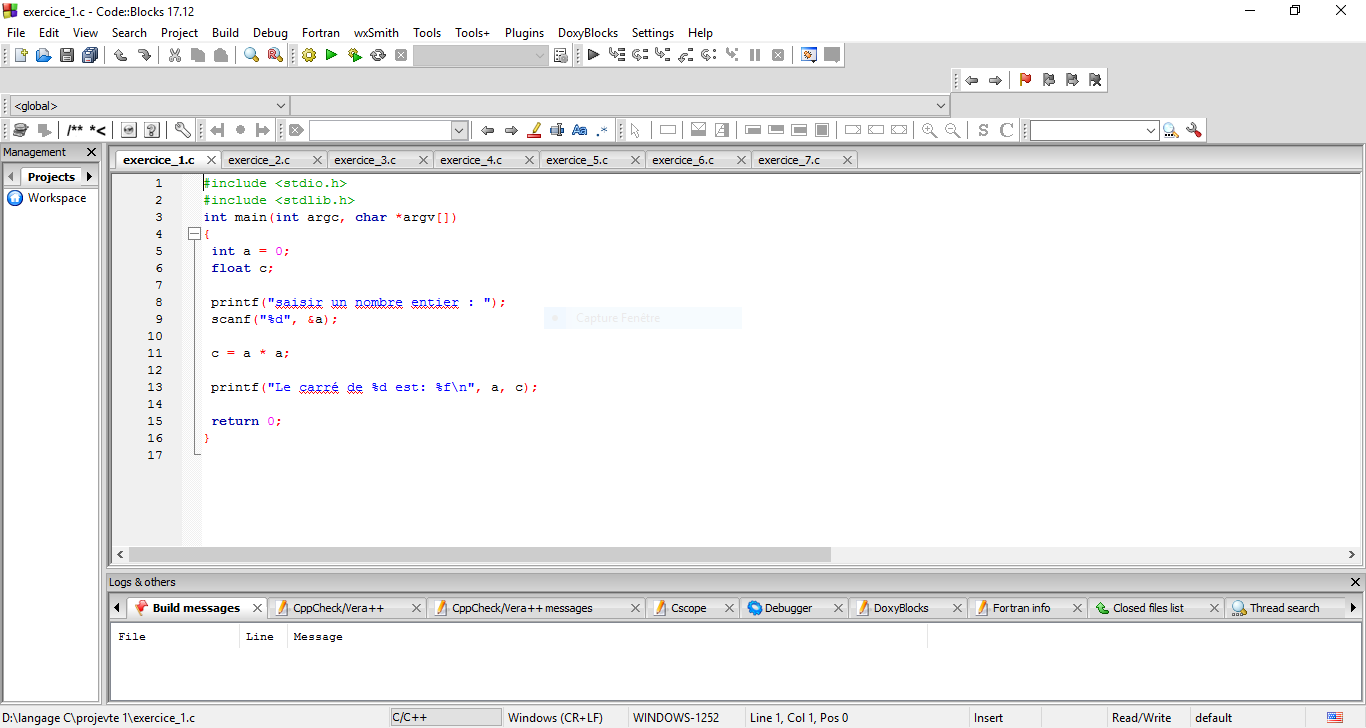 exercice_1.c - Code::Blocks 17.12
File Edit View Search Project Build Debug Fortran wxSmith Tools Tools+ Plugins DoxyBlocks Settings Help
<global>
/** *< Aa .* S C
Management
exercice_1.c exercice_2.c exercice_3.c exercice_4.c exercice_5.c exercice_6.c exercice_7.c
Projects
Workspace
1 #include <stdio.h>
2 #include <stdlib.h>
3 int main(int argc, char *argv[])
4 {
5 int a = 0;
6 float c;
7
8 printf("saisir un nombre entier : ");
9 scanf("%d", &a);
Capture Fenêtre
10
11 c = a * a;
12
13 printf("Le carré de %d est: %f\n", a, c);
14
15 return 0;
16 }
17
Logs & others
Build messages CppCheck/Vera++ CppCheck/Vera++ messages Cscope Debugger DoxyBlocks Fortran info Closed files list Thread search
File Line Message
D:\langage C\projevte 1\exercice_1.c C/C++ Windows (CR+LF) WINDOWS-1252 Line 1, Col 1, Pos 0 Insert Read/Write default